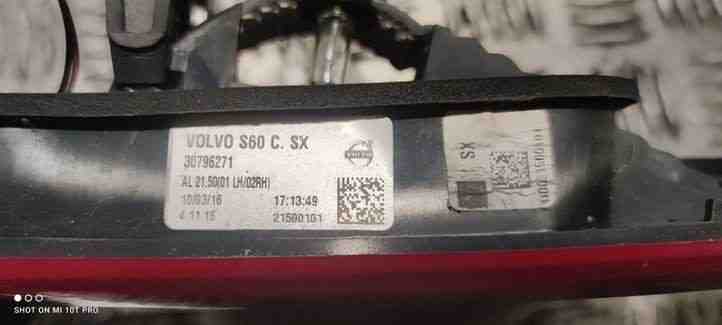 VOLVO S60 C. SX
30796271
AL 21.50(01 LH/02RH)
10/03/16 17:13:49
4 11 15 21500101
SX
SHOT ON MI 10T PRO